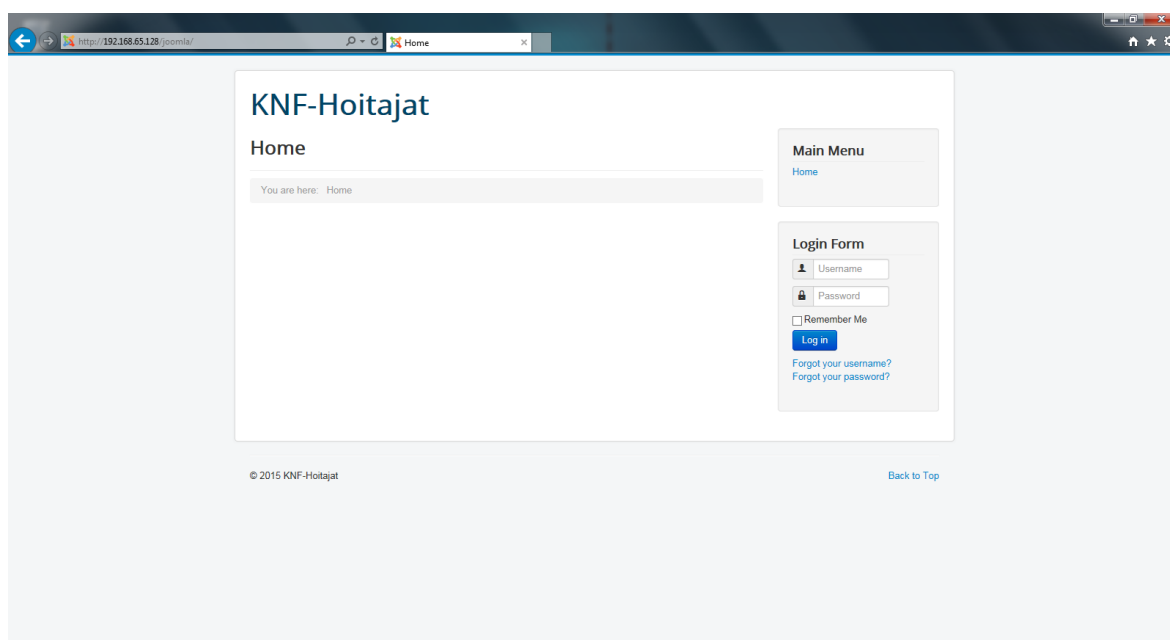 http://192.168.65.128/joomla/
Home
KNF-Hoitajat
Home
You are here: Home
Main Menu
Home
Login Form
Username
Password
Remember Me
Log in
Forgot your username?
Forgot your password?
© 2015 KNF-Hoitajat
Back to Top